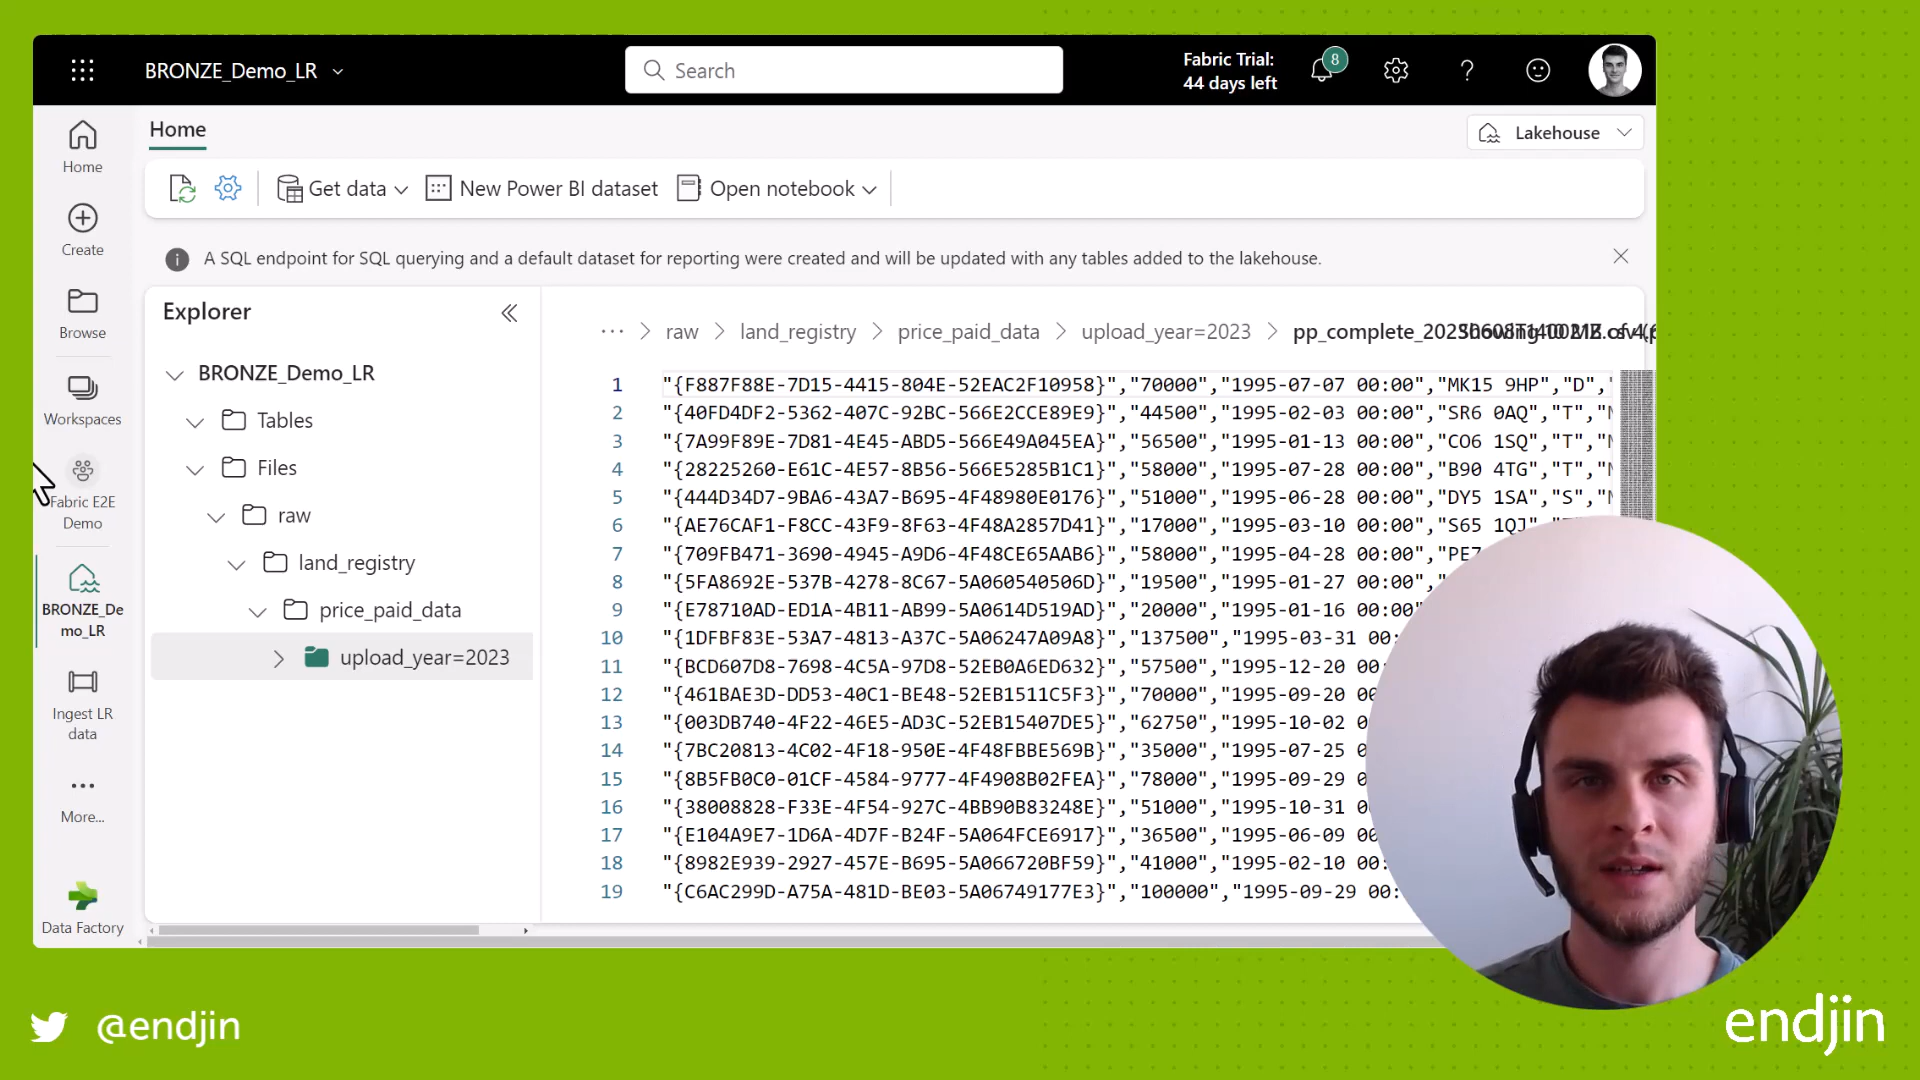 BRONZE_Demo_LR
Search
Fabric Trial:
44 days left
8
Home
Lakehouse
Home
Create
Browse
Workspaces
Fabric E2E
Demo
BRONZE_De
mo_LR
Ingest LR
data
More...
Data Factory
Get data
New Power BI dataset
Open notebook
A SQL endpoint for SQL querying and a default dataset for reporting were created and will be updated with any tables added to the lakehouse.
Explorer
BRONZE_Demo_LR
Tables
Files
raw
land_registry
price_paid_data
upload_year=2023
... > raw > land_registry > price_paid_data > upload_year=2023 >
1 "{F887F88E-7D15-4415-804E-52EAC2F10958}","70000","1995-07-07 00:00","MK15 9HP","D","
2 "{40FD4DF2-5362-407C-92BC-566E2CCE89E9}","44500","1995-02-03 00:00","SR6 0AQ","T","
3 "{7A99F89E-7D81-4E45-ABD5-566E49A045EA}","56500","1995-01-13 00:00","CO6 1SQ","T","
4 "{28225260-E61C-4E57-8B56-566E5285B1C1}","58000","1995-07-28 00:00","B90 4TG","T","
5 "{444D34D7-9BA6-43A7-B695-4F48980E0176}","51000","1995-06-28 00:00","DY5 1SA","S","
6 "{AE76CAF1-F8CC-43F9-8F63-4F48A2857D41}","17000","1995-03-10 00:00","S65 1QJ","
7 "{709FB471-3690-4945-A9D6-4F48CE65AAB6}","58000","1995-04-28 00:00","
8 "{5FA8692E-537B-4278-8C67-5A060540506D}","19500","1995-01-27 00:00",
9 "{E78710AD-ED1A-4B11-AB99-5A0614D519AD}","20000","1995-01-16 00:00"
10 "{1DFBF83E-53A7-4813-A37C-5A06247A09A8}","137500","1995-03-31 00:
11 "{BCD607D8-7698-4C5A-97D8-52EB0A6ED632}","57500","1995-12-20 00:
12 "{461BAE3D-DD53-40C1-BE48-52EB1511C5F3}","70000","1995-09-20 00:
13 "{003DB740-4F22-46E5-AD3C-52EB15407DE5}","62750","1995-10-02 0
14 "{7BC20813-4C02-4F18-950E-4F48FBBE569B}","35000","1995-07-25 0
15 "{8B5FB0C0-01CF-4584-9777-4F4908B02FEA}","78000","1995-09-29 0
16 "{38008828-F33E-4F54-927C-4BB90B83248E}","51000","1995-10-31 0
17 "{E104A9E7-1D6A-4D7F-B24F-5A064FCE6917}","36500","1995-06-09 00
18 "{8982E939-2927-457E-B695-5A066720BF59}","41000","1995-02-10 00:
19 "{C6AC299D-A75A-481D-BE03-5A06749177E3}","100000","1995-09-29 00:
@endjin
endjin